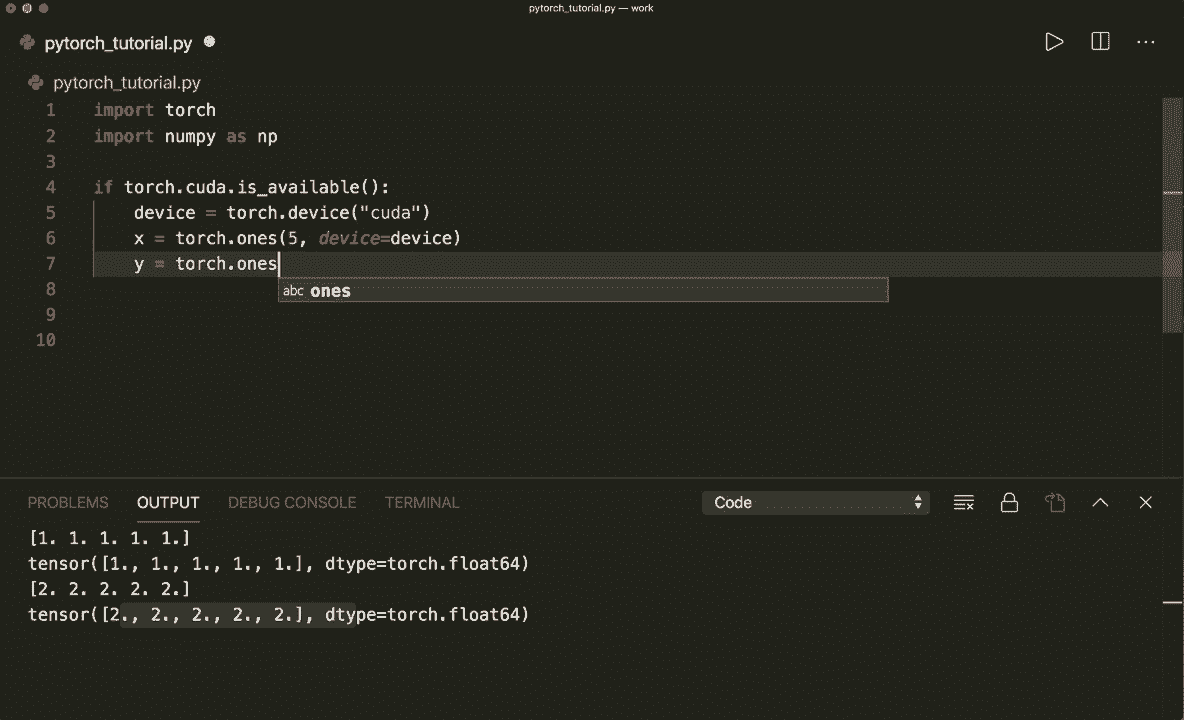 pytorch_tutorial.py — work
pytorch_tutorial.py
pytorch_tutorial.py
1 import torch
2 import numpy as np
3
4 if torch.cuda.is_available():
5 device = torch.device("cuda")
6 x = torch.ones(5, device=device)
7 y = torch.ones
8 abc ones
9
10
PROBLEMS OUTPUT DEBUG CONSOLE TERMINAL Code
[1. 1. 1. 1. 1.]
tensor([1., 1., 1., 1., 1.], dtype=torch.float64)
[2. 2. 2. 2. 2.]
tensor([2., 2., 2., 2., 2.], dtype=torch.float64)